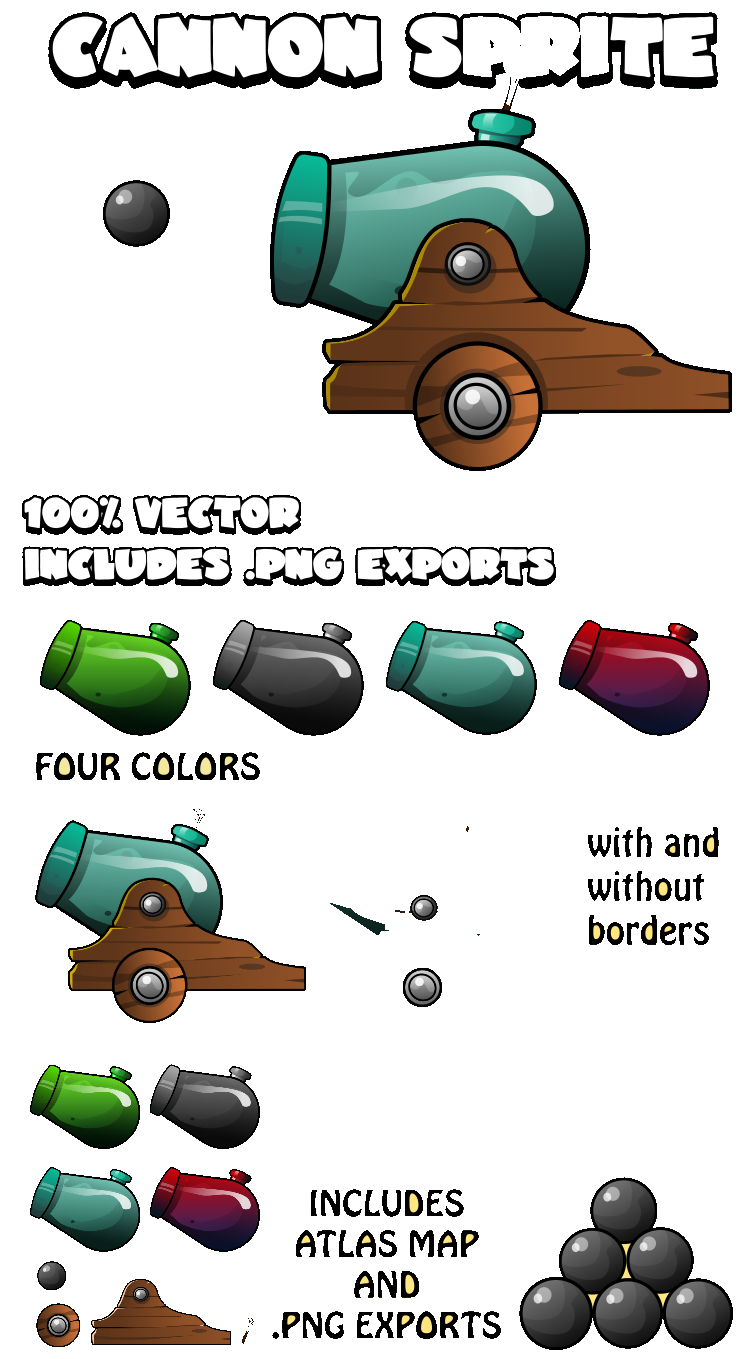 CANNON SPRITE
100% VECTOR
INCLUDES .PNG EXPORTS
FOUR COLORS
with and
without
borders
INCLUDES
ATLAS MAP
AND
.PNG EXPORTS